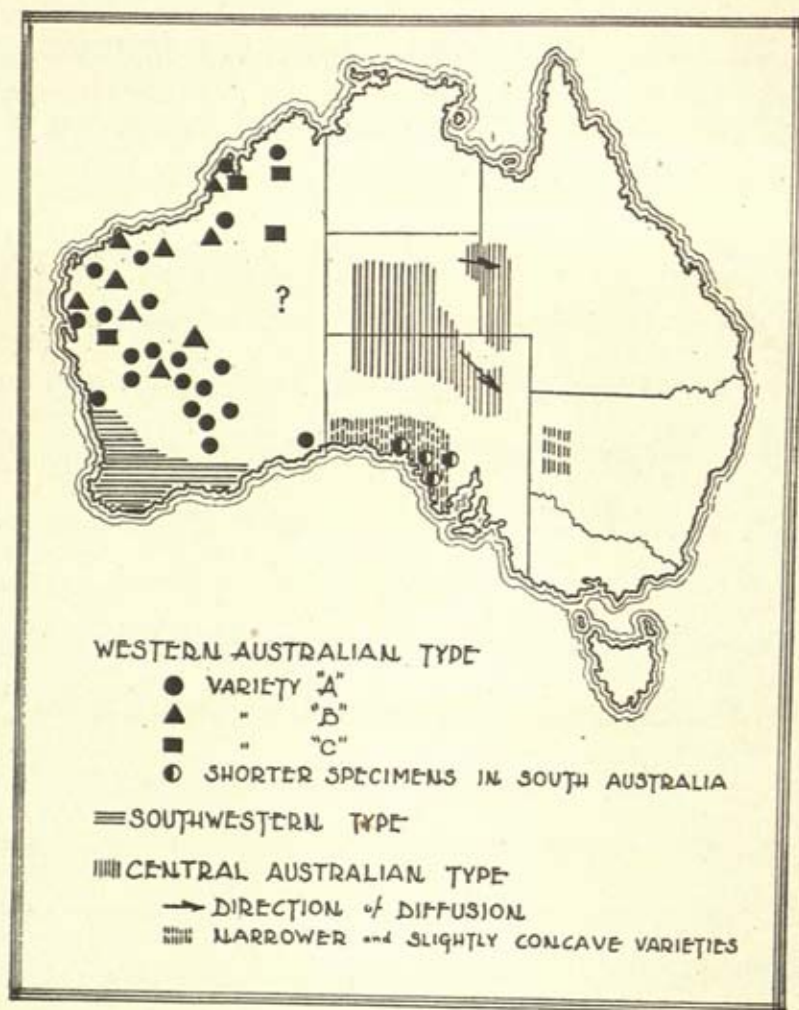 ?
WESTERN AUSTRALIAN TYPE
VARIETY "A"
" "B"
" "C"
SHORTER SPECIMENS IN SOUTH AUSTRALIA
SOUTHWESTERN TYPE
CENTRAL AUSTRALIAN TYPE
DIRECTION of DIFFUSION
NARROWER and SLIGHTLY CONCAVE VARIETIES